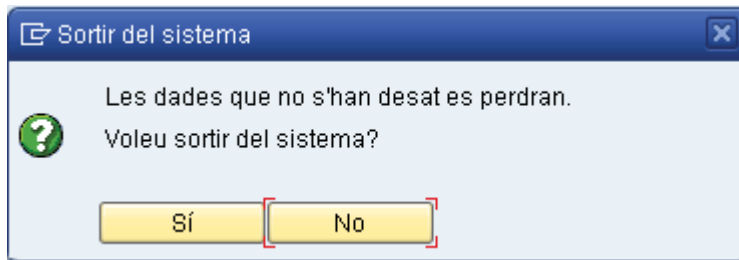 Sortir del sistema
Les dades que no s'han desat es perdran.
Voleu sortir del sistema?
Sí No